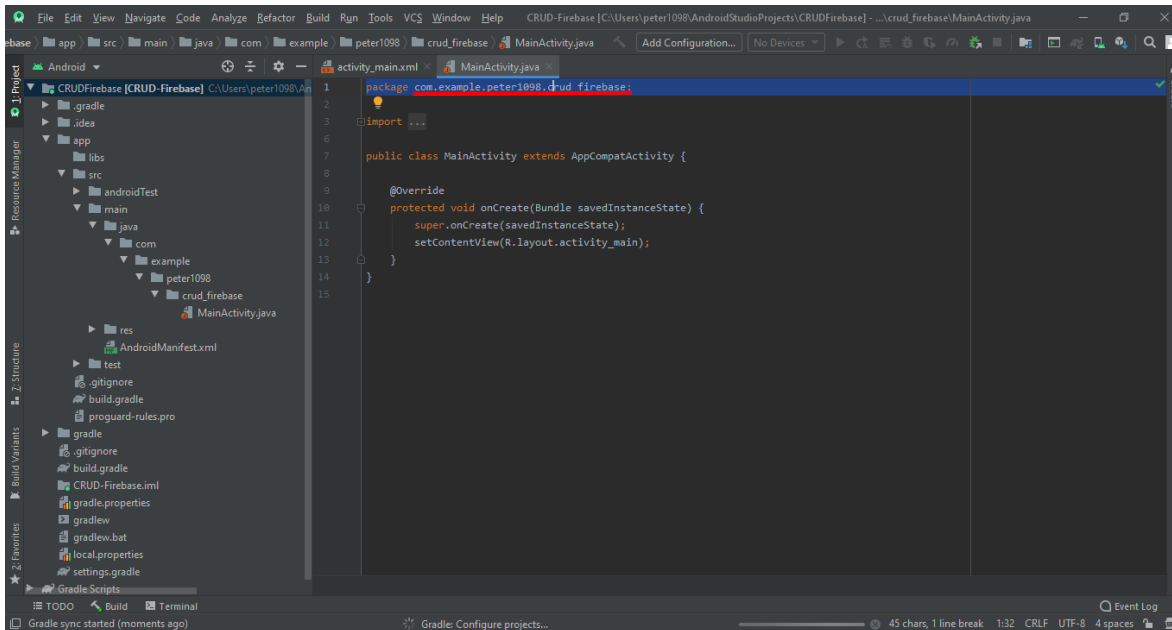 File Edit View Navigate Code Analyze Refactor Build Run Tools VCS Window Help CRUD-Firebase [C:\Users\peter1098\AndroidStudioProjects\CRUDFirebase] - ...\crud_firebase\MainActivity.java
ebase app src main java com example peter1098 crud_firebase MainActivity.java Add Configuration... No Devices
Android activity_main.xml MainActivity.java
1: Project
Resource Manager
Z: Structure
Build Variants
2: Favorites
CRUDFirebase [CRUD-Firebase] C:\Users\peter1098\An
.gradle
.idea
app
libs
src
androidTest
main
java
com
example
peter1098
crud_firebase
MainActivity.java
res
AndroidManifest.xml
test
.gitignore
build.gradle
proguard-rules.pro
gradle
.gitignore
build.gradle
CRUD-Firebase.iml
gradle.properties
gradlew
gradlew.bat
local.properties
settings.gradle
Gradle Scripts
1 package com.example.peter1098.crud_firebase;
2
3 import ...
6
7 public class MainActivity extends AppCompatActivity {
8
9 @Override
10 protected void onCreate(Bundle savedInstanceState) {
11 super.onCreate(savedInstanceState);
12 setContentView(R.layout.activity_main);
13 }
14 }
15
TODO Build Terminal Event Log
Gradle sync started (moments ago) Gradle: Configure projects... 45 chars, 1 line break 1:32 CRLF UTF-8 4 spaces